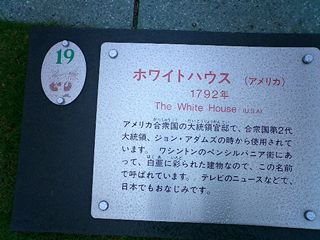 19
ホワイトハウス (アメリカ)
1792年
The White House (U.S.A)
アメリカ合衆国の大統領官邸で、合衆国第2代
大統領、ジョン・アダムズの時から使用されて
います。 ワシントンのペンシルバニア街にあ
って、白亜に彩られた建物なので、この名前
で呼ばれています。 テレビのニュースなどで、
日本でもおなじみです。